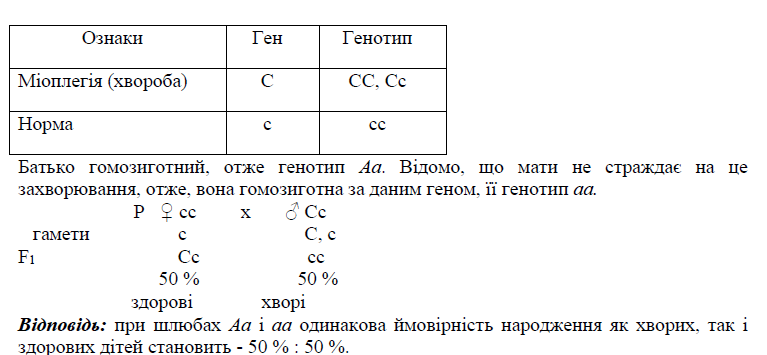 Ознаки Ген Генотип
Міоплегія (хвороба) С СС, Сс
Норма с сс
Батько гомозиготний, отже генотип Аа. Відомо, що мати не страждає на це
захворювання, отже, вона гомозиготна за даним геном, її генотип аа.
Р ♀ сс х ♂ Сс
гамети с С, с
F₁ Сс сс
50 % 50 %
здорові хворі
Відповідь: при шлюбах Аа і аа одинакова ймовірність народження як хворих, так і
здорових дітей становить - 50 % : 50 %.